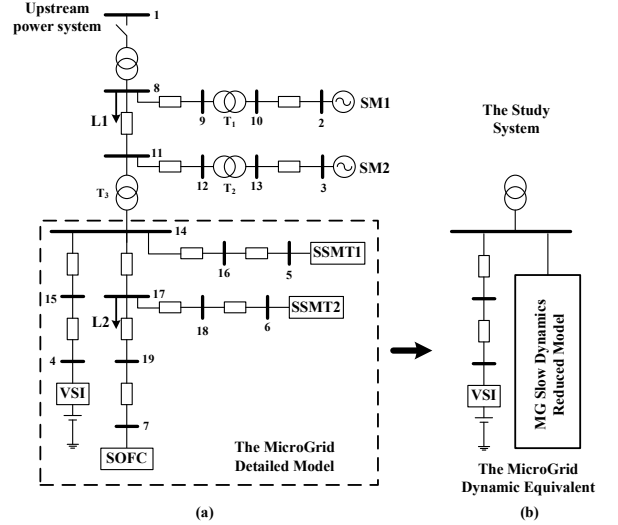 Upstream
power system
1
8
L1
9
T1
10
2
SM1
11
12
T2
13
3
SM2
T3
14
16
5
SSMT1
15
17
L2
18
6
SSMT2
4
19
VSI
7
SOFC
The MicroGrid
Detailed Model
(a)
The Study
System
VSI
MG Slow Dynamics
Reduced Model
The MicroGrid
Dynamic Equivalent
(b)